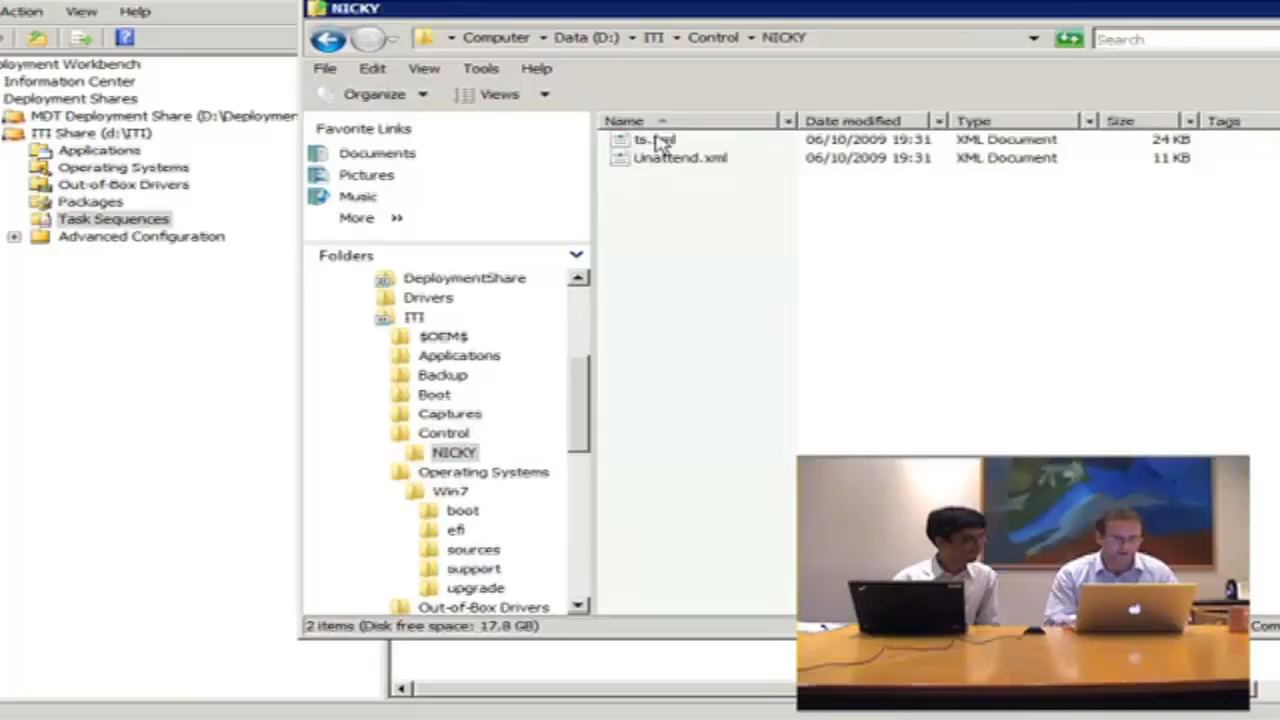 Action View Help
ployment Workbench
Information Center
Deployment Shares
MDT Deployment Share (D:\Deploymer
ITI Share (d:\ITI)
Applications
Operating Systems
Out-of-Box Drivers
Packages
Task Sequences
Advanced Configuration
NICKY
Computer Data (D:) ITI Control NICKY
Search
File Edit View Tools Help
Organize Views
Favorite Links
Documents
Pictures
Music
More >>
Folders
DeploymentShare
Drivers
ITI
$OEM$
Applications
Backup
Boot
Captures
Control
NICKY
Operating Systems
Win7
boot
efi
sources
support
upgrade
Out-of-Box Drivers
Name Date modified Type Size Tags
06/10/2009 19:31 XML Document 24 KB
Unattend.xml 06/10/2009 19:31 XML Document 11 KB
2 items (Disk free space: 17.8 GB)
Com